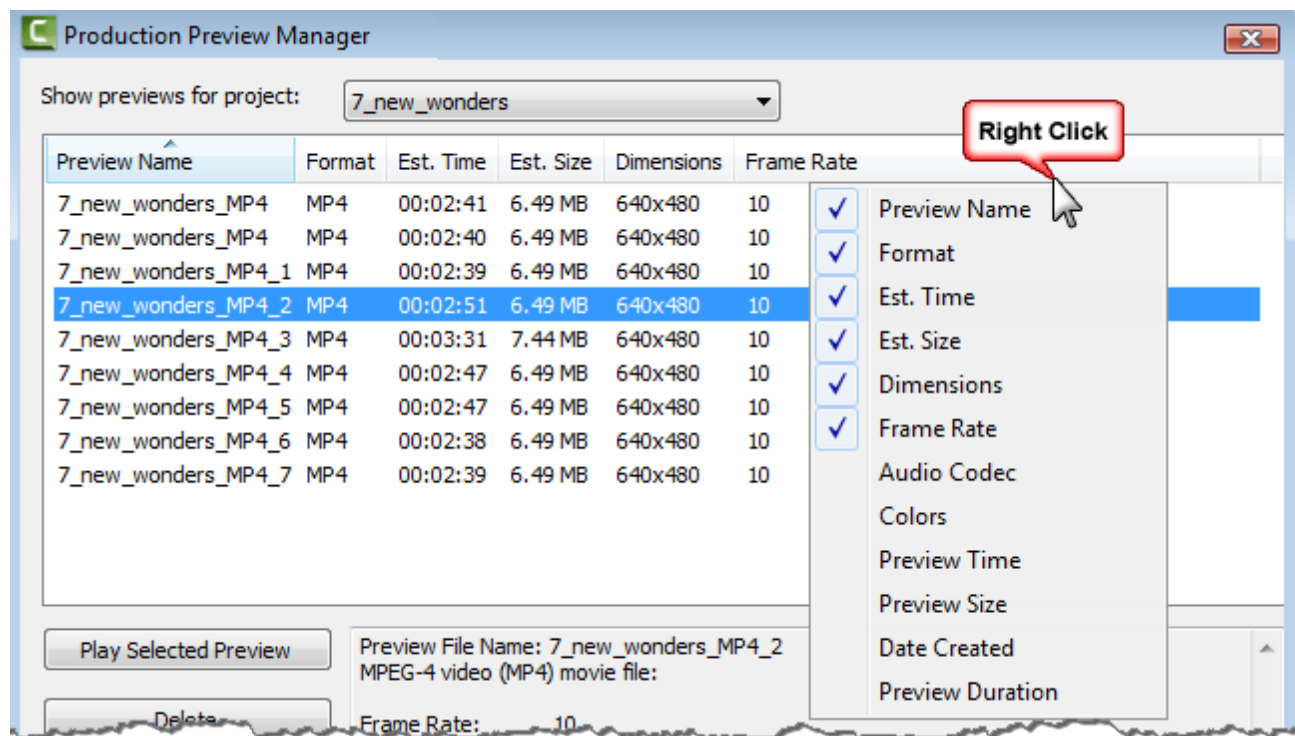 Production Preview Manager
Show previews for project: 7_new_wonders
Right Click
Preview Name Format Est. Time Est. Size Dimensions Frame Rate
7_new_wonders_MP4 MP4 00:02:41 6.49 MB 640x480 10
7_new_wonders_MP4 MP4 00:02:40 6.49 MB 640x480 10
7_new_wonders_MP4_1 MP4 00:02:39 6.49 MB 640x480 10
7_new_wonders_MP4_2 MP4 00:02:51 6.49 MB 640x480 10
7_new_wonders_MP4_3 MP4 00:03:31 7.44 MB 640x480 10
7_new_wonders_MP4_4 MP4 00:02:47 6.49 MB 640x480 10
7_new_wonders_MP4_5 MP4 00:02:47 6.49 MB 640x480 10
7_new_wonders_MP4_6 MP4 00:02:38 6.49 MB 640x480 10
7_new_wonders_MP4_7 MP4 00:02:39 6.49 MB 640x480 10
Preview Name
Format
Est. Time
Est. Size
Dimensions
Frame Rate
Audio Codec
Colors
Preview Time
Preview Size
Date Created
Preview Duration
Play Selected Preview
Delete
Preview File Name: 7_new_wonders_MP4_2
MPEG-4 video (MP4) movie file:
Frame Rate: 10